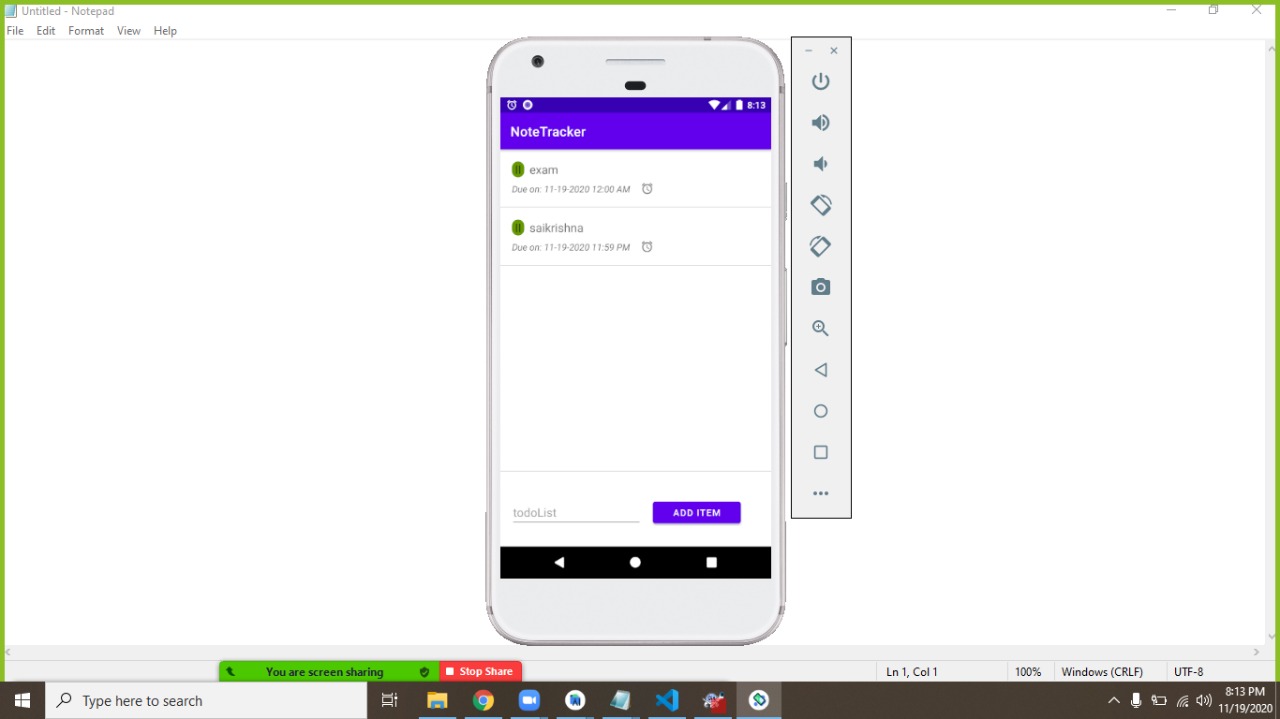 Untitled - Notepad
File Edit Format View Help
8:13
NoteTracker
exam
Due on: 11-19-2020 12:00 AM
saikrishna
Due on: 11-19-2020 11:59 PM
todoList
ADD ITEM
You are screen sharing
Stop Share
Ln 1, Col 1
100%
Windows (CRLF)
UTF-8
Type here to search
8:13 PM
11/19/2020